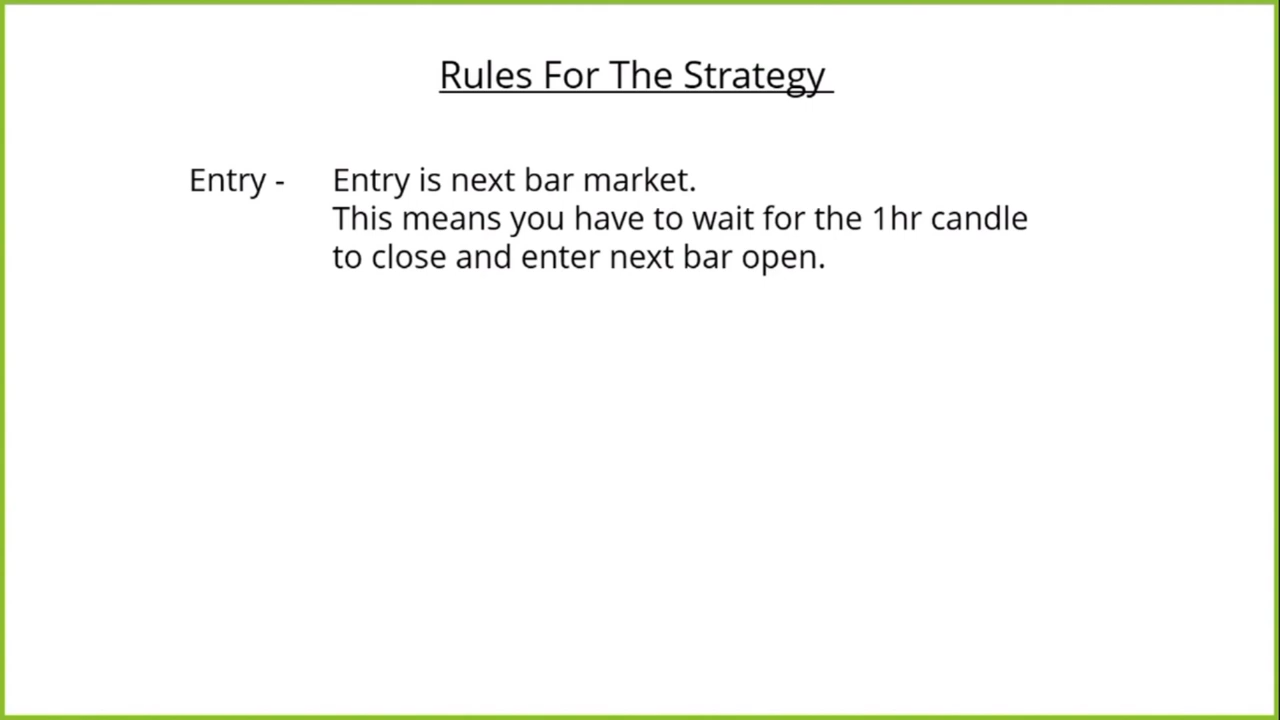 Rules For The Strategy
Entry - Entry is next bar market.
This means you have to wait for the 1hr candle
to close and enter next bar open.